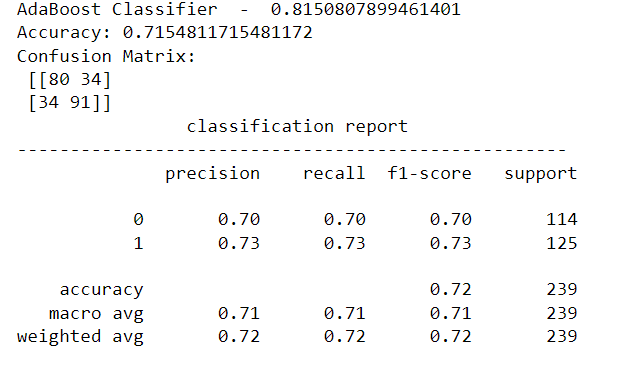 AdaBoost Classifier  -  0.8150807899461401
Accuracy: 0.7154811715481172
Confusion Matrix:
 [[80 34]
 [34 91]]
                classification report
----------------------------------------------------
              precision    recall  f1-score   support

           0       0.70      0.70      0.70       114
           1       0.73      0.73      0.73       125

    accuracy                           0.72       239
   macro avg       0.71      0.71      0.71       239
weighted avg       0.72      0.72      0.72       239